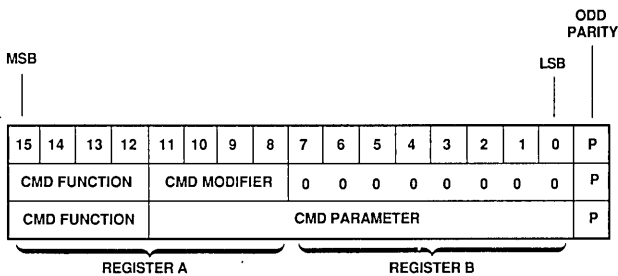 ODD
PARITY
MSB
LSB
15 14 13 12 11 10 9 8 7 6 5 4 3 2 1 0 P
CMD FUNCTION CMD MODIFIER 0 0 0 0 0 0 0 0 P
CMD FUNCTION CMD PARAMETER P
REGISTER A REGISTER B